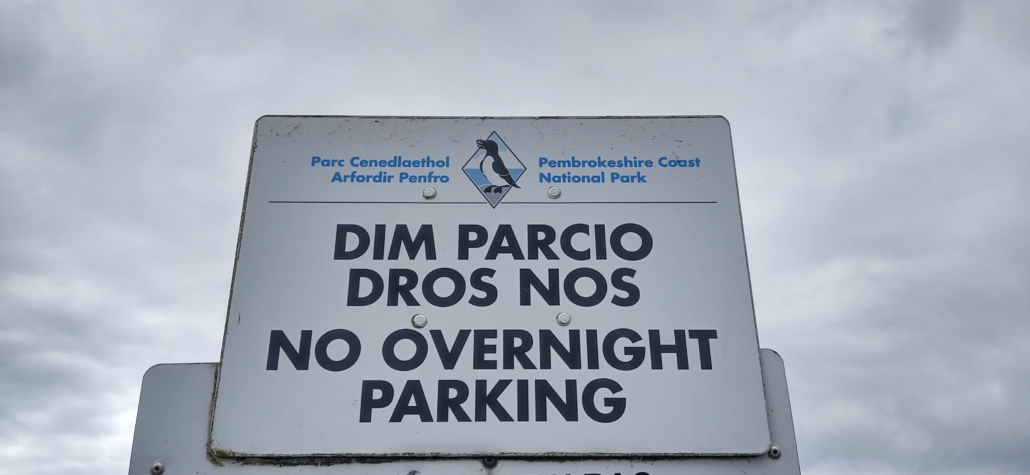 Parc Cenedlaethol
Arfordir Penfro
Pembrokeshire Coast
National Park
DIM PARCIO
DROS NOS
NO OVERNIGHT
PARKING